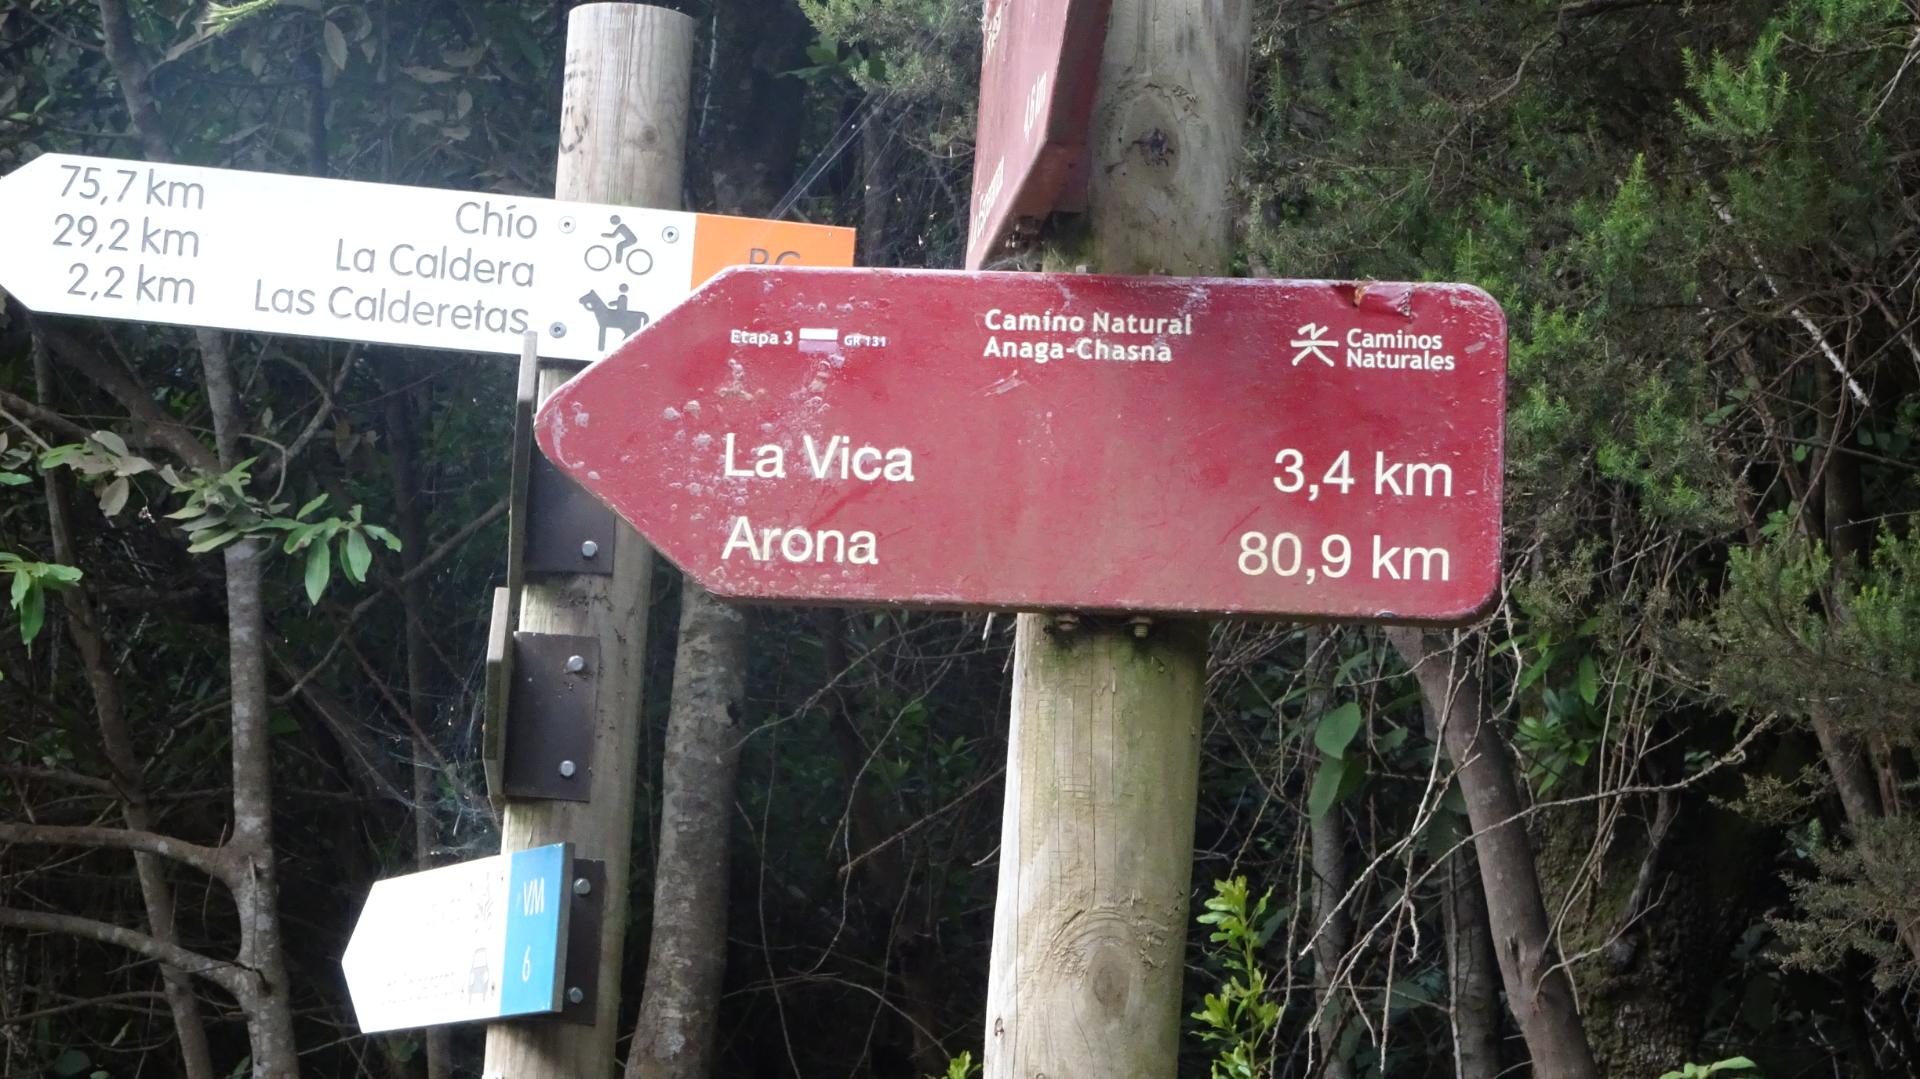 75,7 km Chío
29,2 km La Caldera
2,2 km Las Calderetas
Etapa 3 GR 131
Camino Natural
Anaga-Chasna
Caminos
Naturales
La Vica 3,4 km
Arona 80,9 km
VM
6